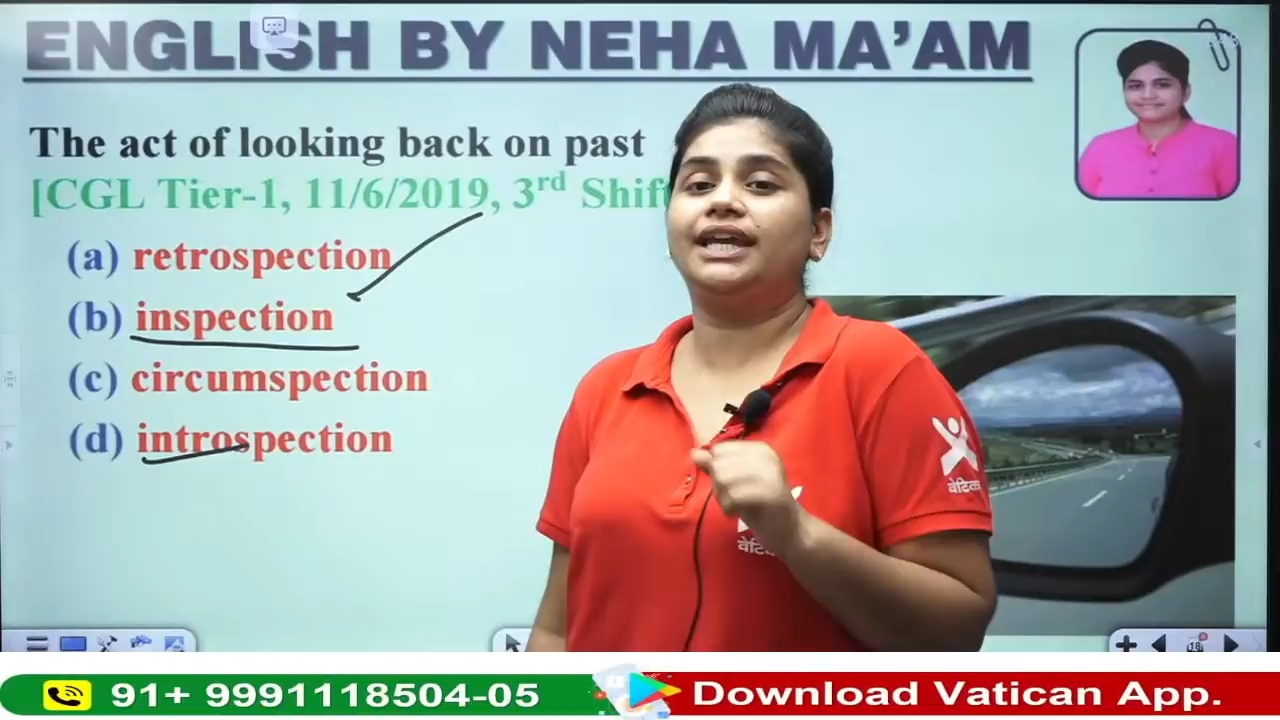 ENGLISH BY NEHA MA’AM
The act of looking back on past
[CGL Tier-1, 11/6/2019, 3rd Shift
(a) retrospection
(b) inspection
(c) circumspection
(d) introspection
वेदिक
वेदि
18
91+ 9991118504-05
Download Vatican App.